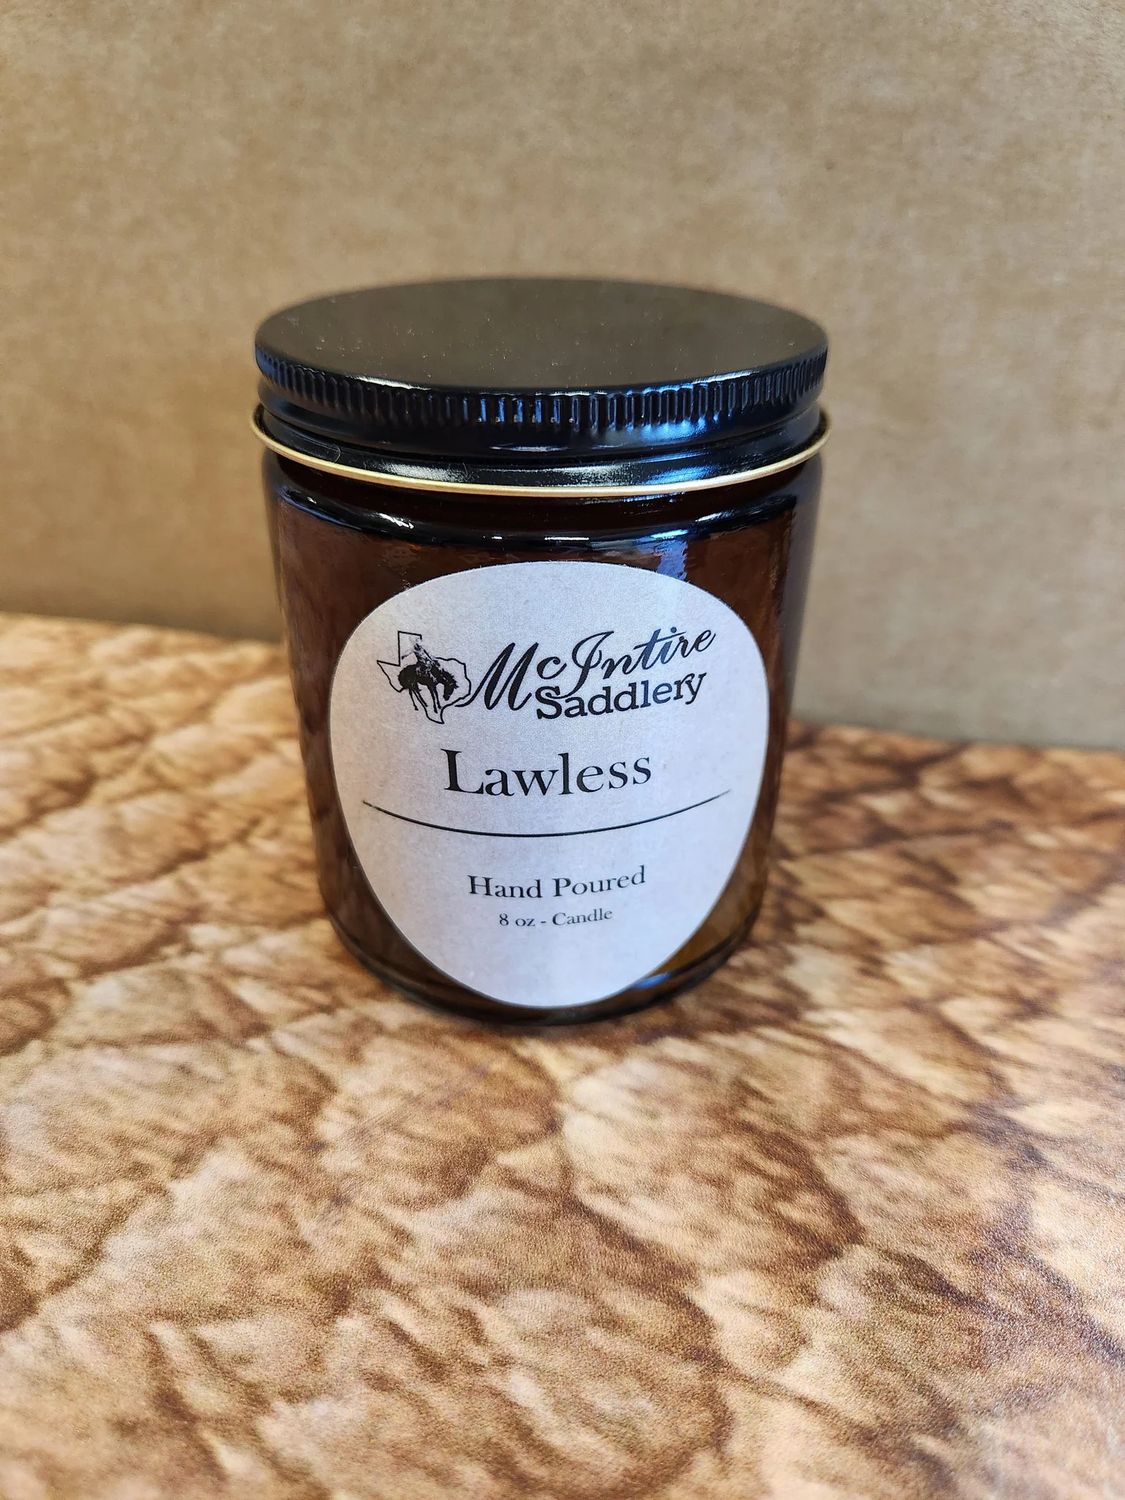 McIntire
Saddlery
Lawless
Hand Poured
8 oz - Candle